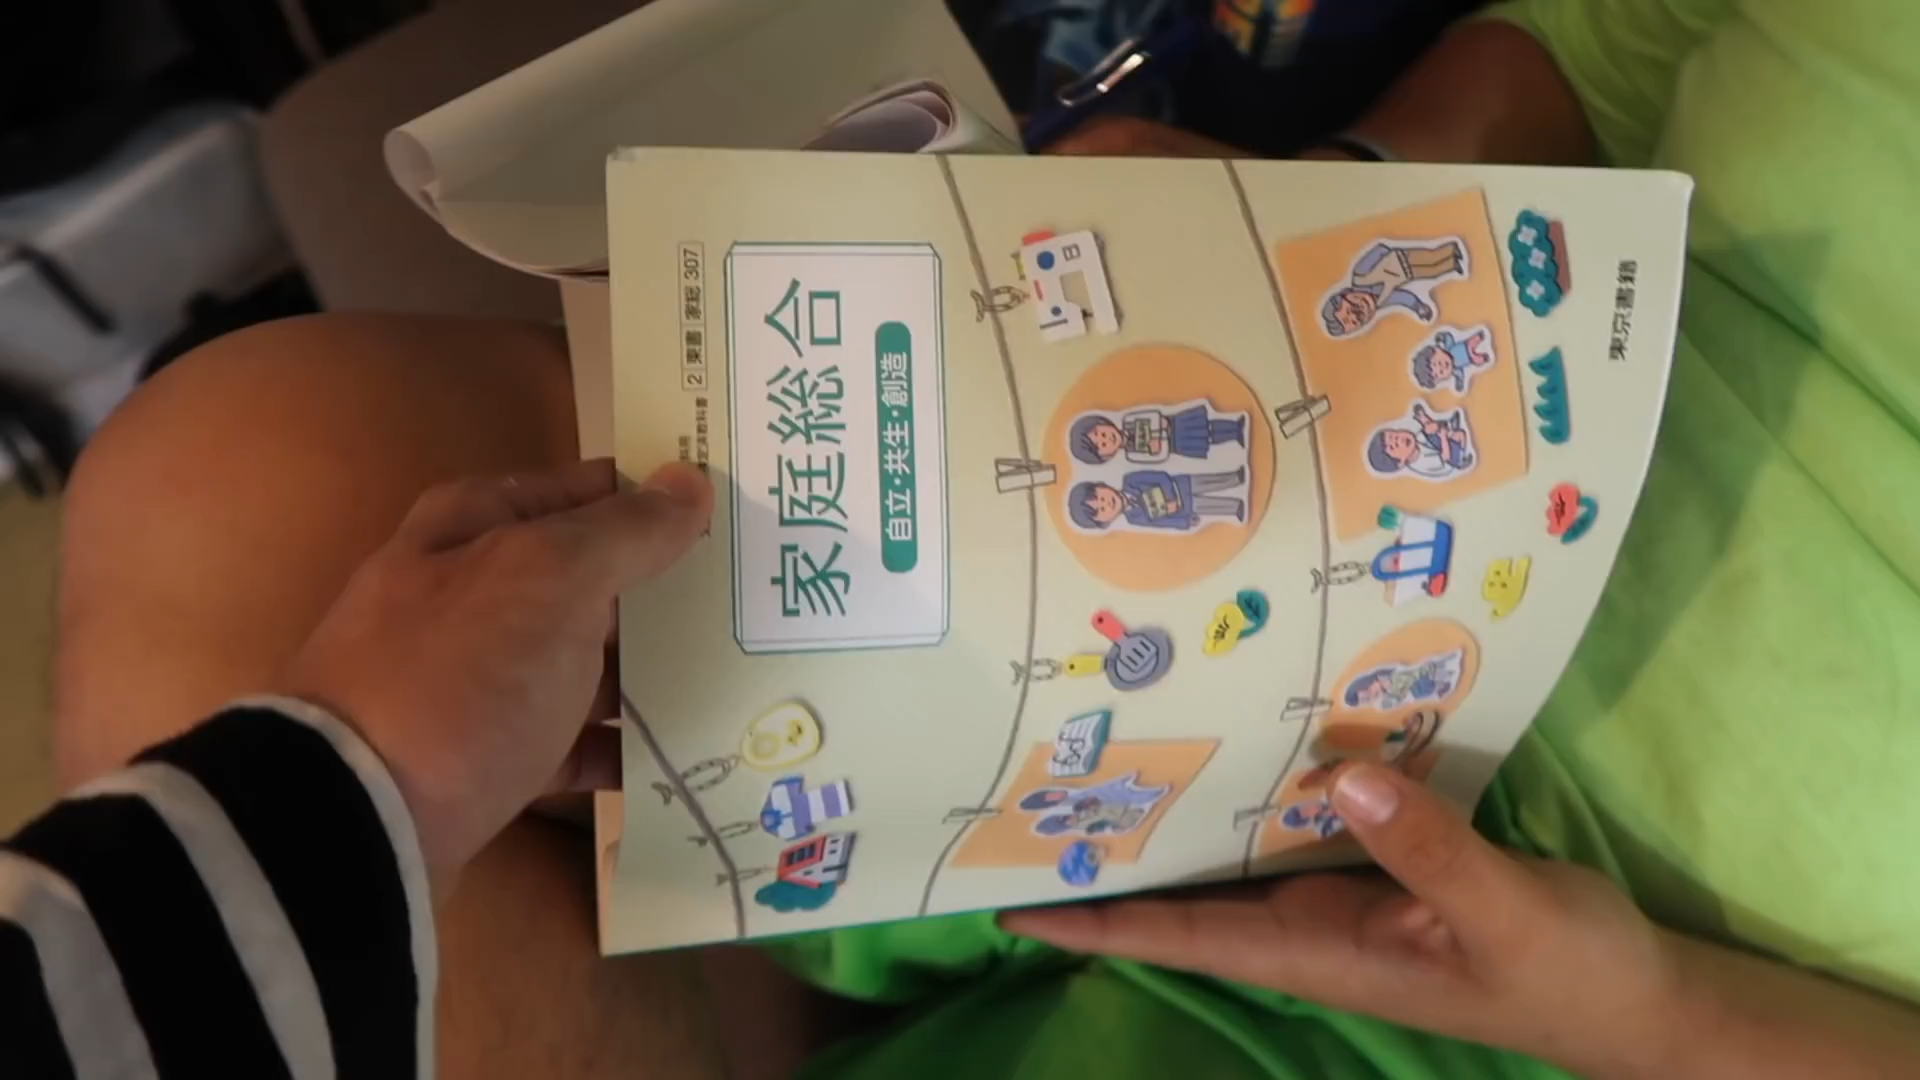 2 東書 家総 307
家庭総合
自立・共生・創造
東京書籍